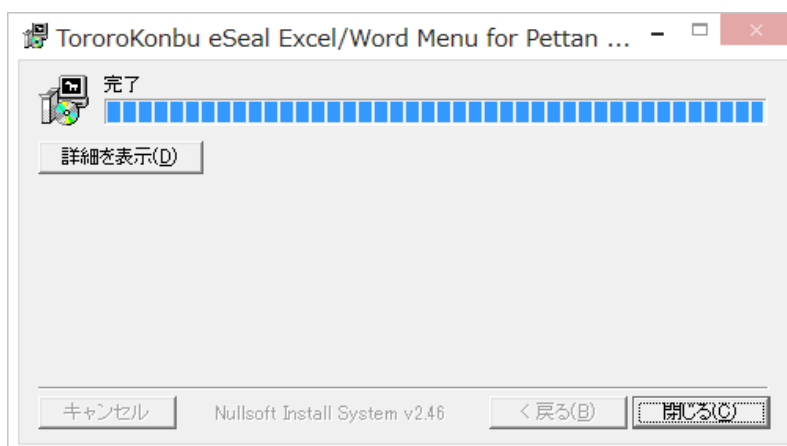 TororoKonbu eSeal Excel/Word Menu for Pettan ...
完了
詳細を表示(D)
キャンセル
Nullsoft Install System v2.46
< 戻る(B)
閉じる(C)